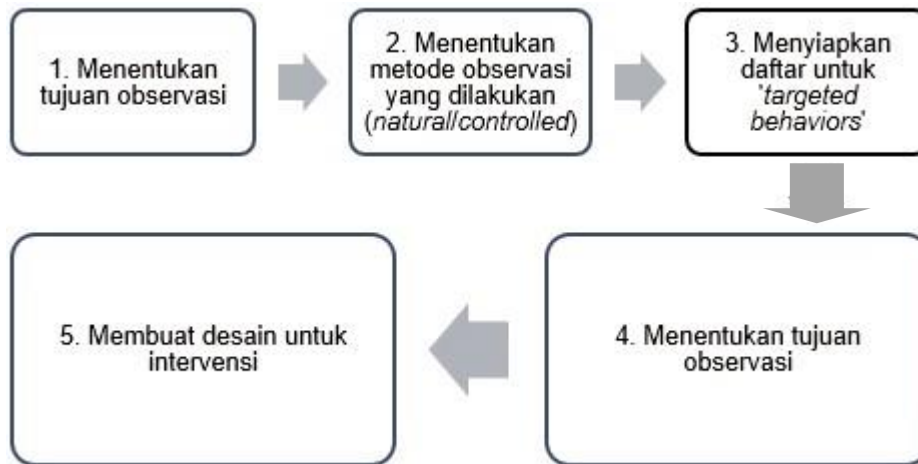 1. Menentukan
tujuan observasi
2. Menentukan
metode observasi
yang dilakukan
(natural/controlled)
3. Menyiapkan
daftar untuk
'targeted
behaviors'
4. Menentukan tujuan
observasi
5. Membuat desain untuk
intervensi